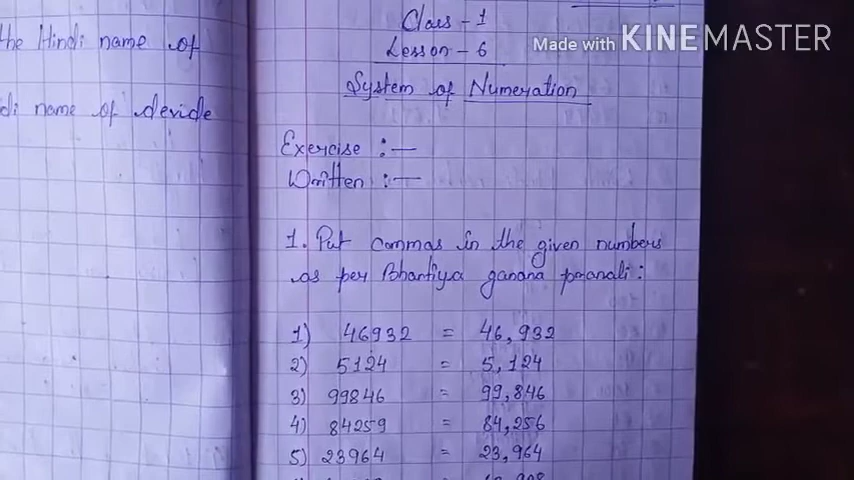 the Hindi name of
di name of devide
Made with KINEMASTER
Class - 1
Lesson - 6
System of Numeration
Exercise :-
Written :-
1. Put commas in the given numbers
as per Bhartiya ganana pranali :
1) 46932 = 46,932
2) 5124 = 5,124
3) 99846 = 99,846
4) 84259 = 84,256
5) 23964 = 23,964